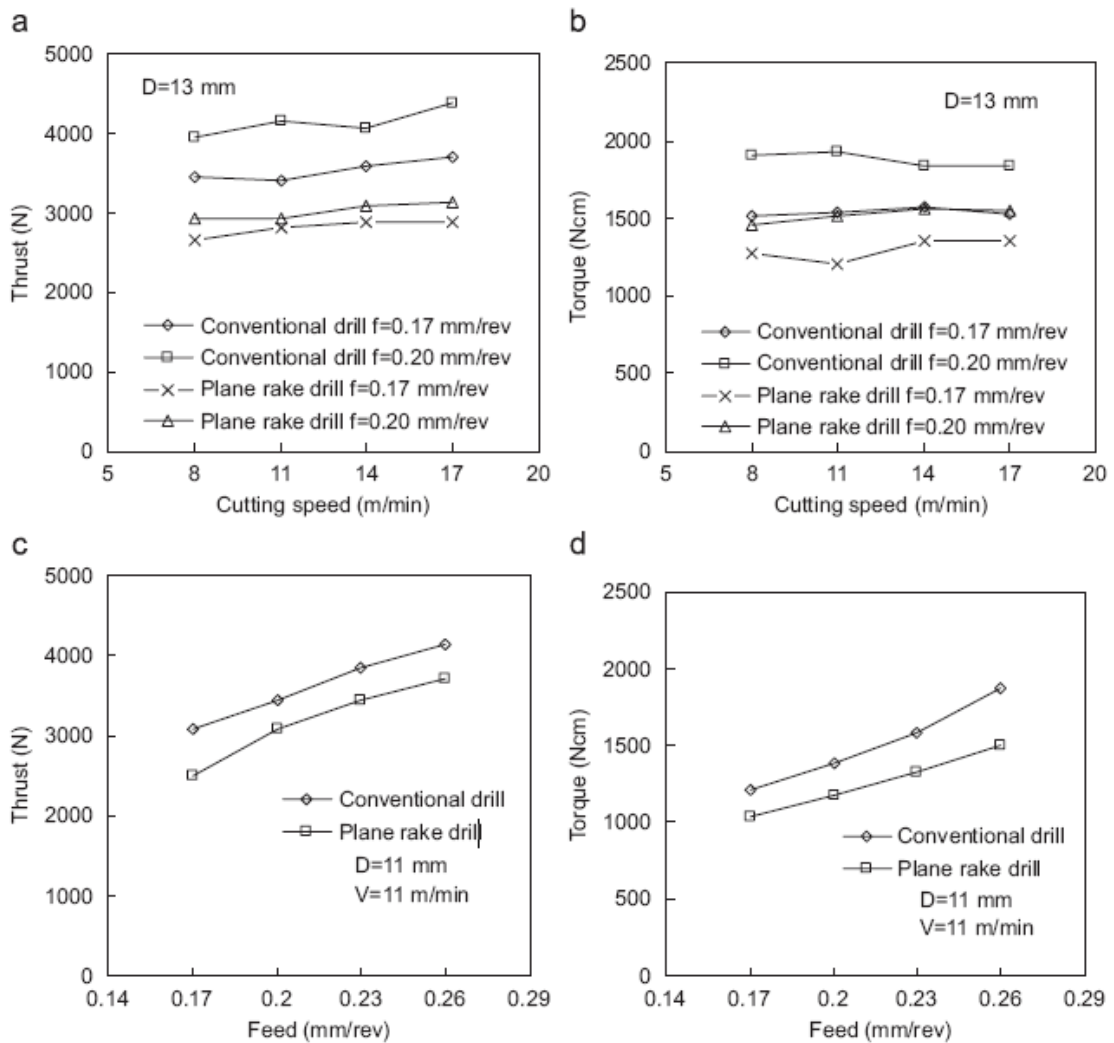 a
5000
4000
3000
2000
1000
0
Thrust (N)
D=13 mm
Conventional drill f=0.17 mm/rev
Conventional drill f=0.20 mm/rev
Plane rake drill f=0.17 mm/rev
Plane rake drill f=0.20 mm/rev
5 8 11 14 17 20
Cutting speed (m/min)
b
2500
2000
1500
1000
500
0
Torque (Ncm)
D=13 mm
Conventional drill f=0.17 mm/rev
Conventional drill f=0.20 mm/rev
Plane rake drill f=0.17 mm/rev
Plane rake drill f=0.20 mm/rev
5 8 11 14 17 20
Cutting speed (m/min)
c
5000
4000
3000
2000
1000
0
Thrust (N)
Conventional drill
Plane rake drill
D=11 mm
V=11 m/min
0.14 0.17 0.2 0.23 0.26 0.29
Feed (mm/rev)
d
2500
2000
1500
1000
500
0
Torque (Ncm)
Conventional drill
Plane rake drill
D=11 mm
V=11 m/min
0.14 0.17 0.2 0.23 0.26 0.29
Feed (mm/rev)